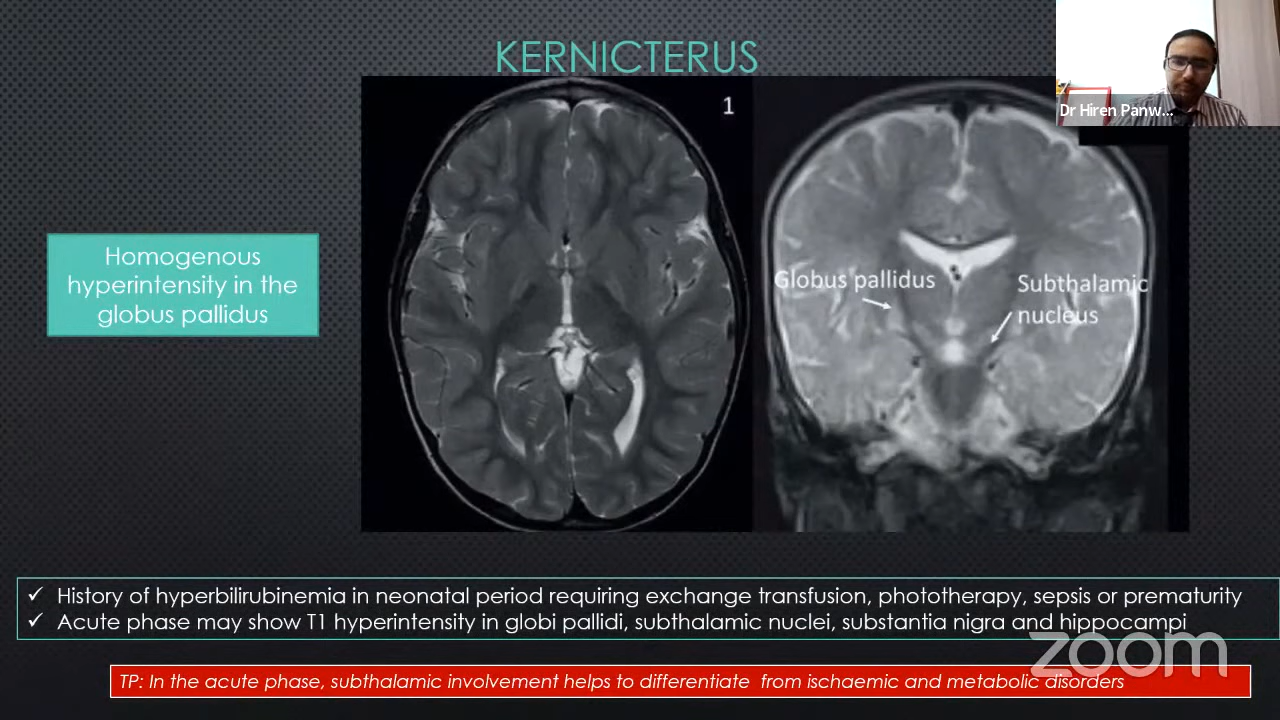 KERNICTERUS
1
Dr Hiren Panw...
Homogenous
hyperintensity in the
globus pallidus
Globus pallidus
Subthalamic
nucleus
✓ History of hyperbilirubinemia in neonatal period requiring exchange transfusion, phototherapy, sepsis or prematurity
✓ Acute phase may show T1 hyperintensity in globi pallidi, subthalamic nuclei, substantia nigra and hippocampi
zoom
TP: In the acute phase, subthalamic involvement helps to differentiate from ischaemic and metabolic disorders